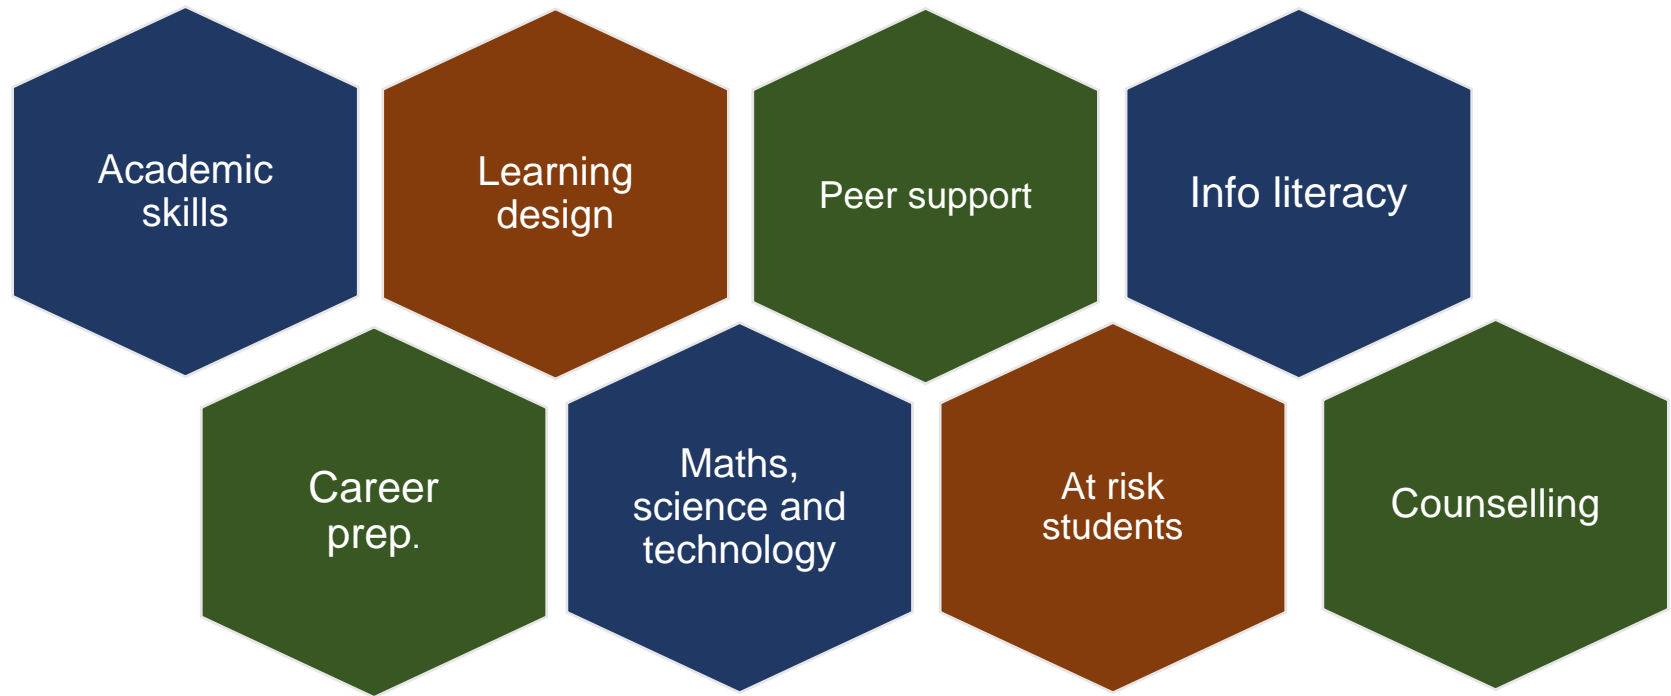 Academic
skills
Learning
design
Peer support
Info literacy
Career
prep.
Maths,
science and
technology
At risk
students
Counselling